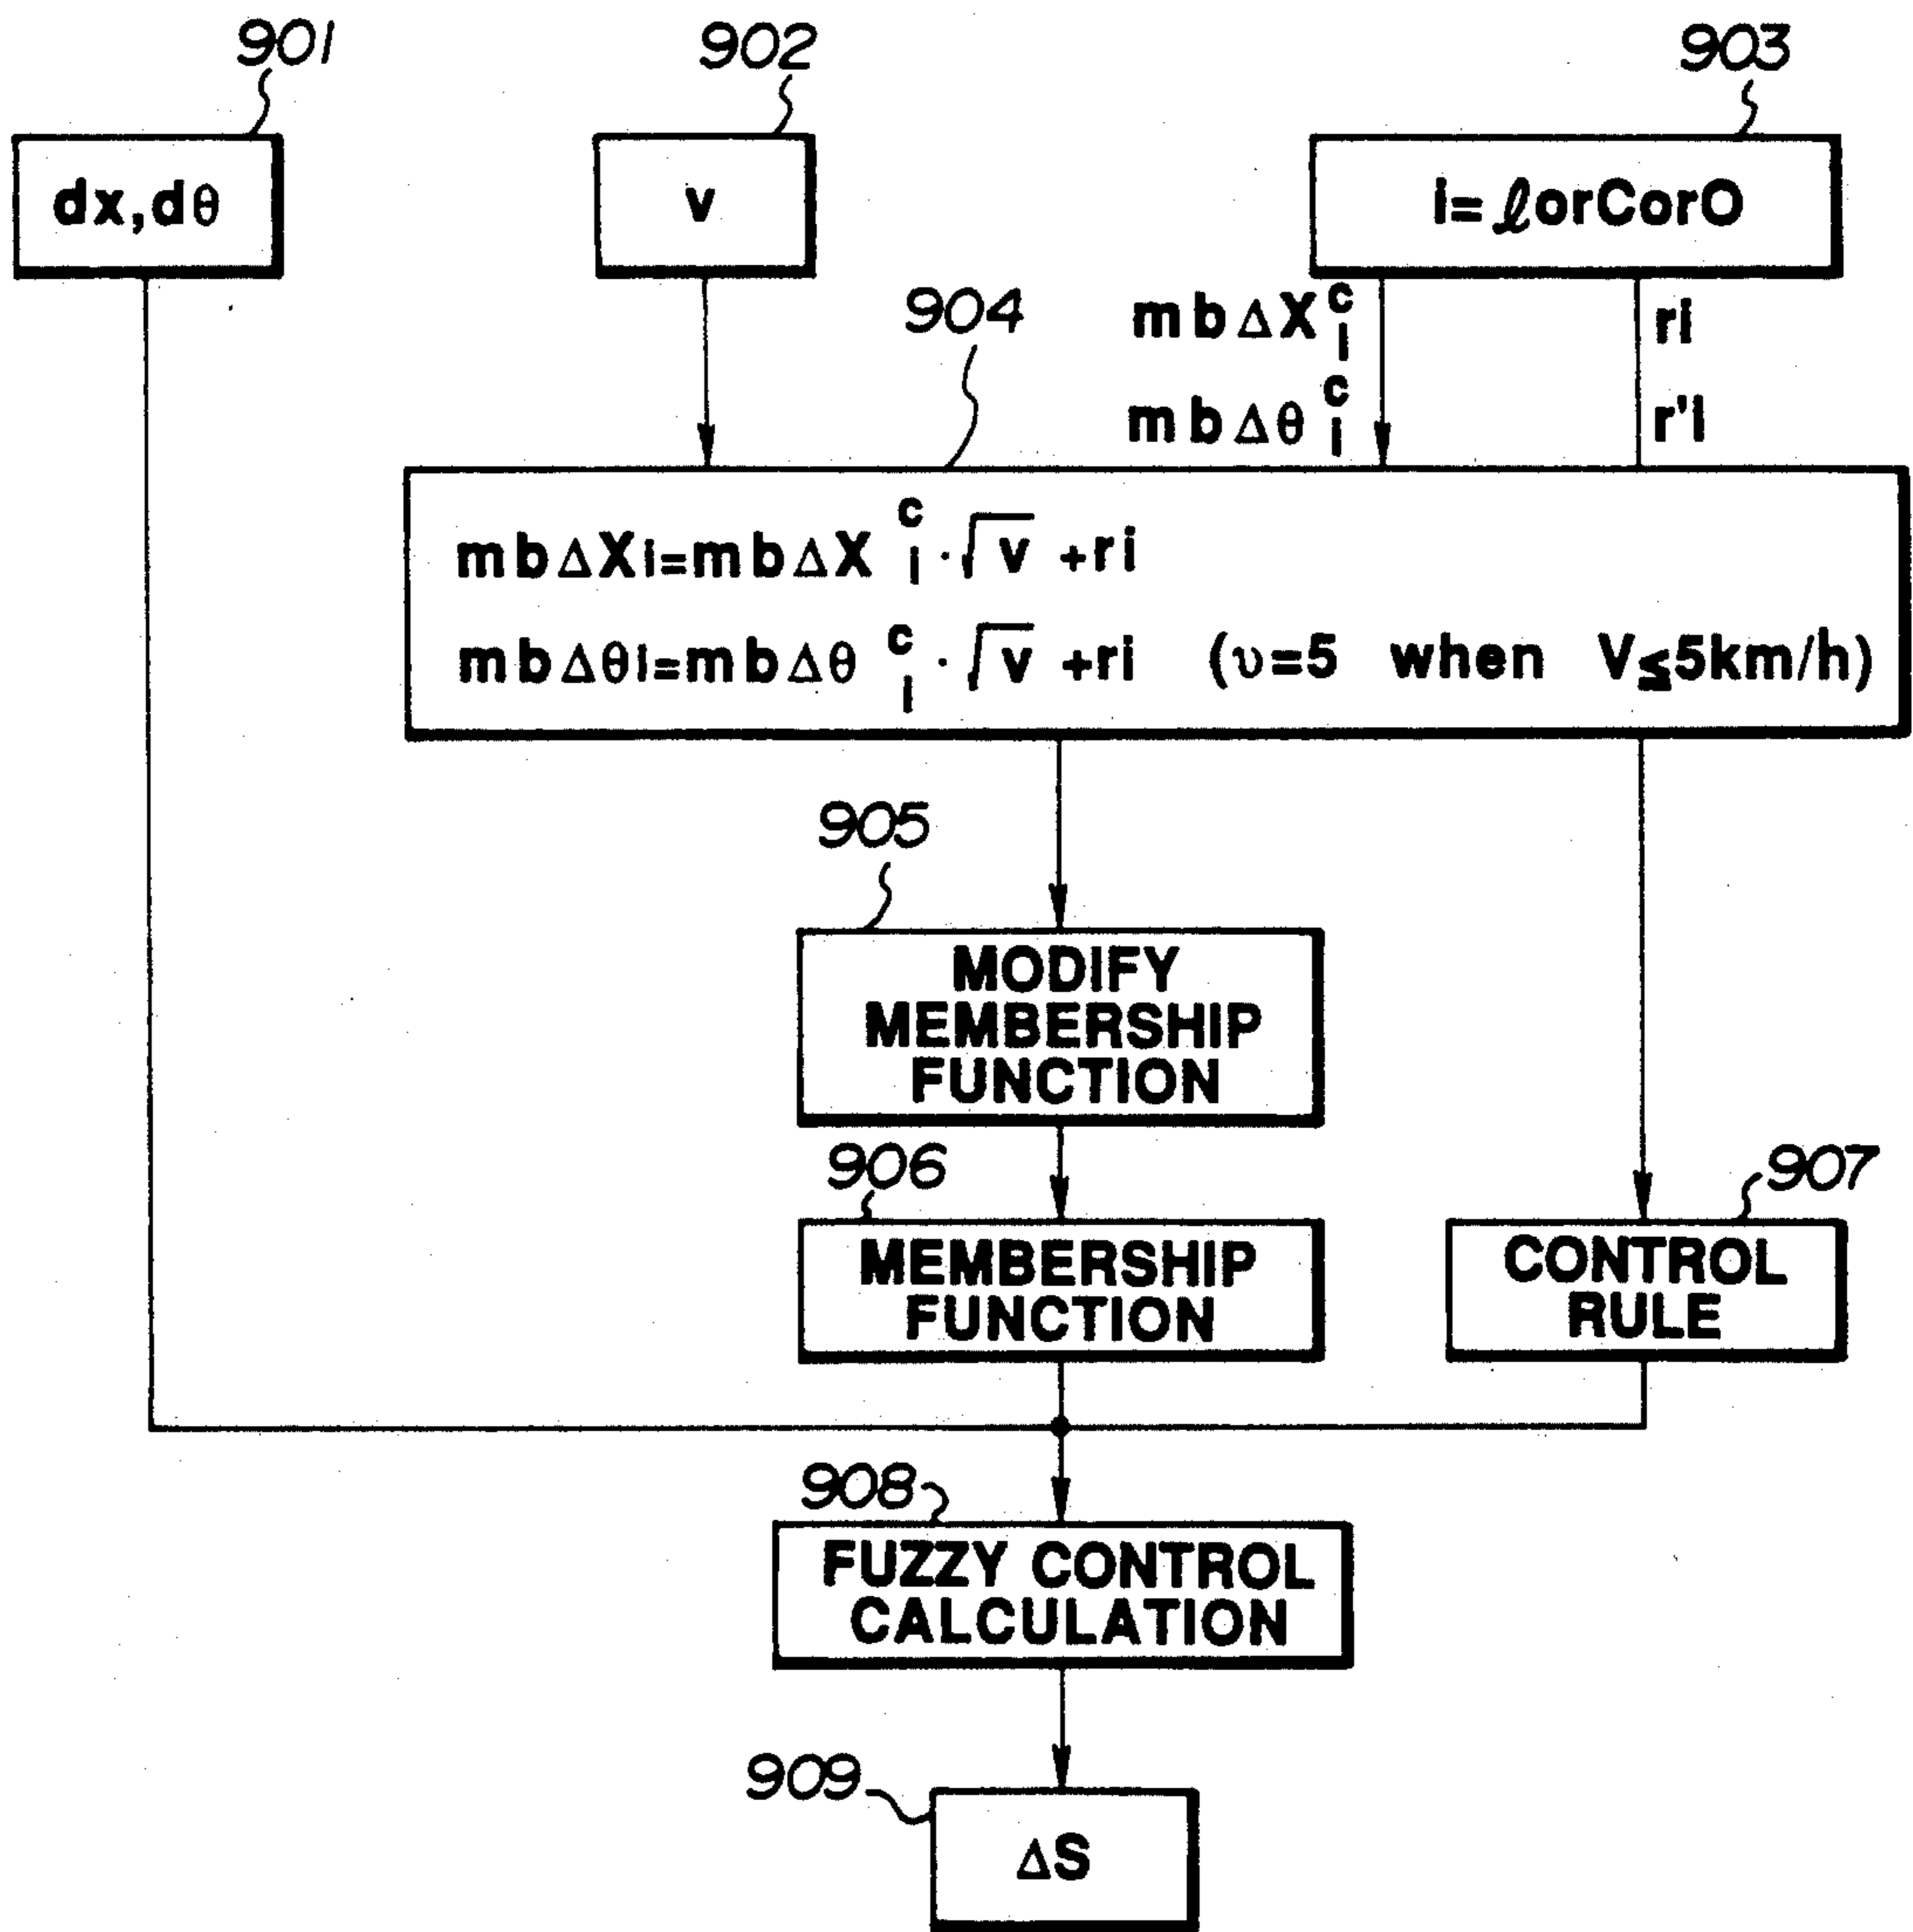 901
902
903
dx,dθ
v
i=ℓorCorO
904
mbΔX^c_i
ri
mbΔθ^c_i
r'i
mbΔXi=mbΔX^c_i·√v +ri
mbΔθi=mbΔθ^c_i·√v +ri (υ=5 when V≦5km/h)
905
MODIFY
MEMBERSHIP
FUNCTION
906
907
MEMBERSHIP
FUNCTION
CONTROL
RULE
908
FUZZY CONTROL
CALCULATION
909
ΔS